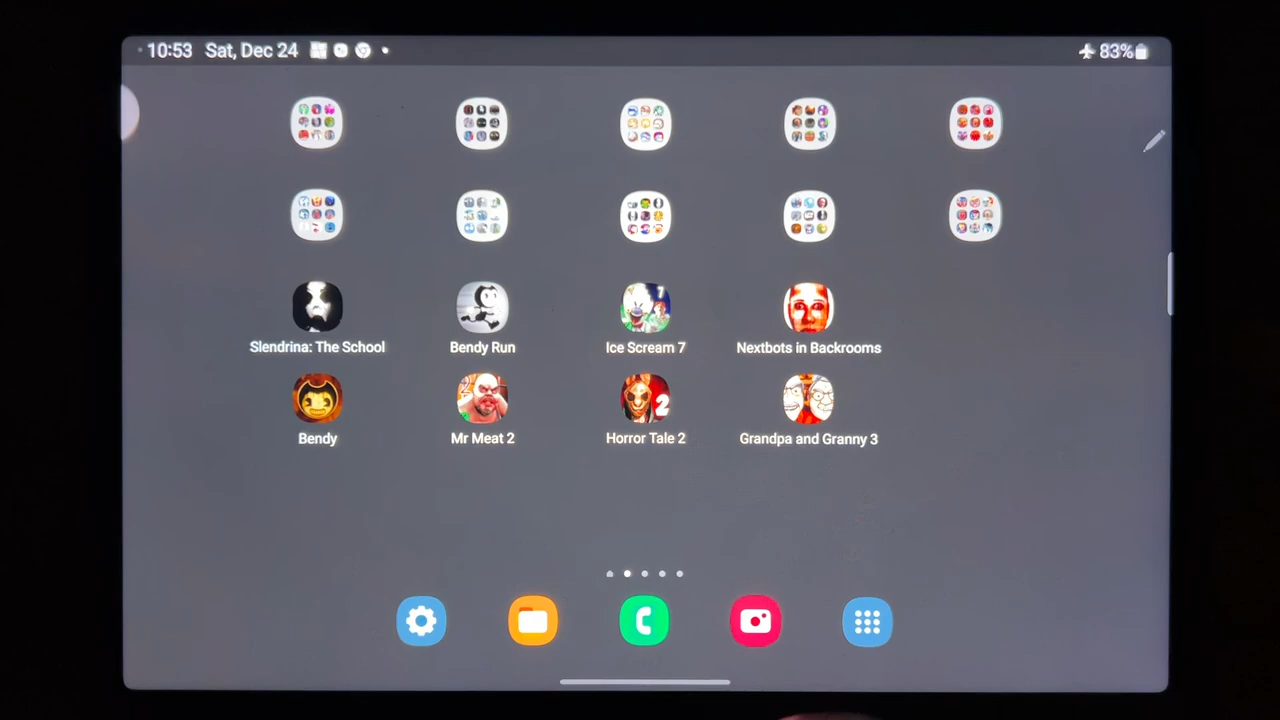 10:53 Sat, Dec 24 83%
Slendrina: The School Bendy Run Ice Scream 7 Nextbots in Backrooms
Bendy Mr Meat 2 Horror Tale 2 Grandpa and Granny 3